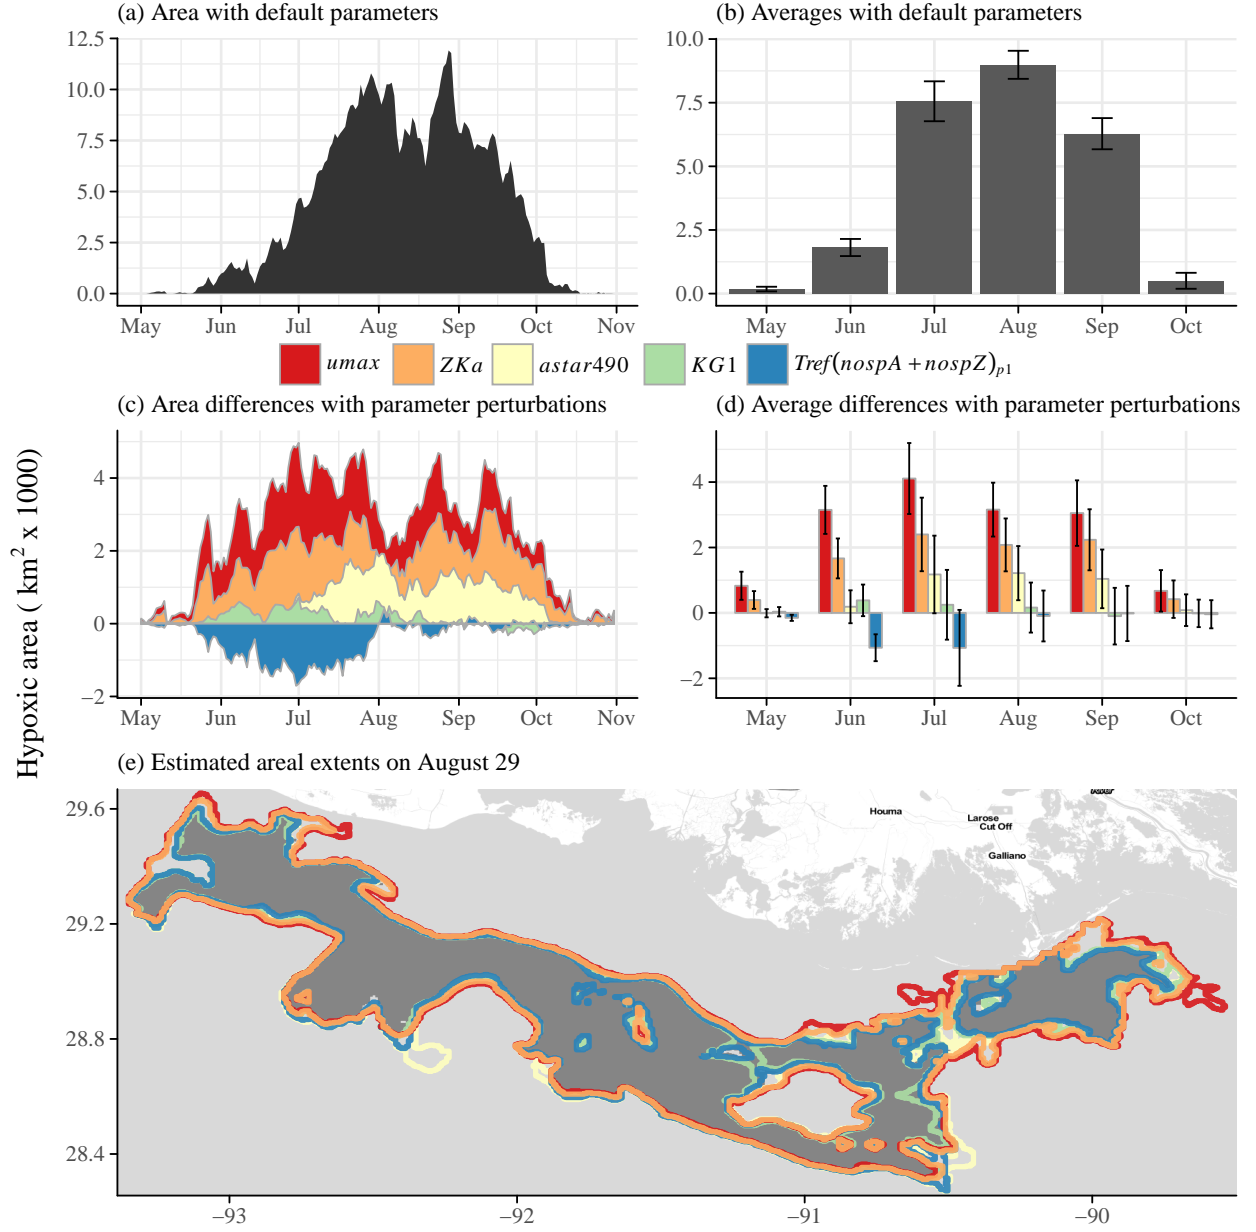 (a) Area with default parameters
(b) Averages with default parameters
12.5
10.0
7.5
5.0
2.5
0.0
May Jun Jul Aug Sep Oct Nov
10.0
7.5
5.0
2.5
0.0
May Jun Jul Aug Sep Oct
umax ZKa astar490 KG1 Tref(nospA + nospZ)p1
(c) Area differences with parameter perturbations
(d) Average differences with parameter perturbations
Hypoxic area ( km² x 1000)
4
2
0
−2
May Jun Jul Aug Sep Oct Nov
4
2
0
−2
May Jun Jul Aug Sep Oct
(e) Estimated areal extents on August 29
29.6
29.2
28.8
28.4
Houma
Larose
Cut Off
Galliano
−93 −92 −91 −90